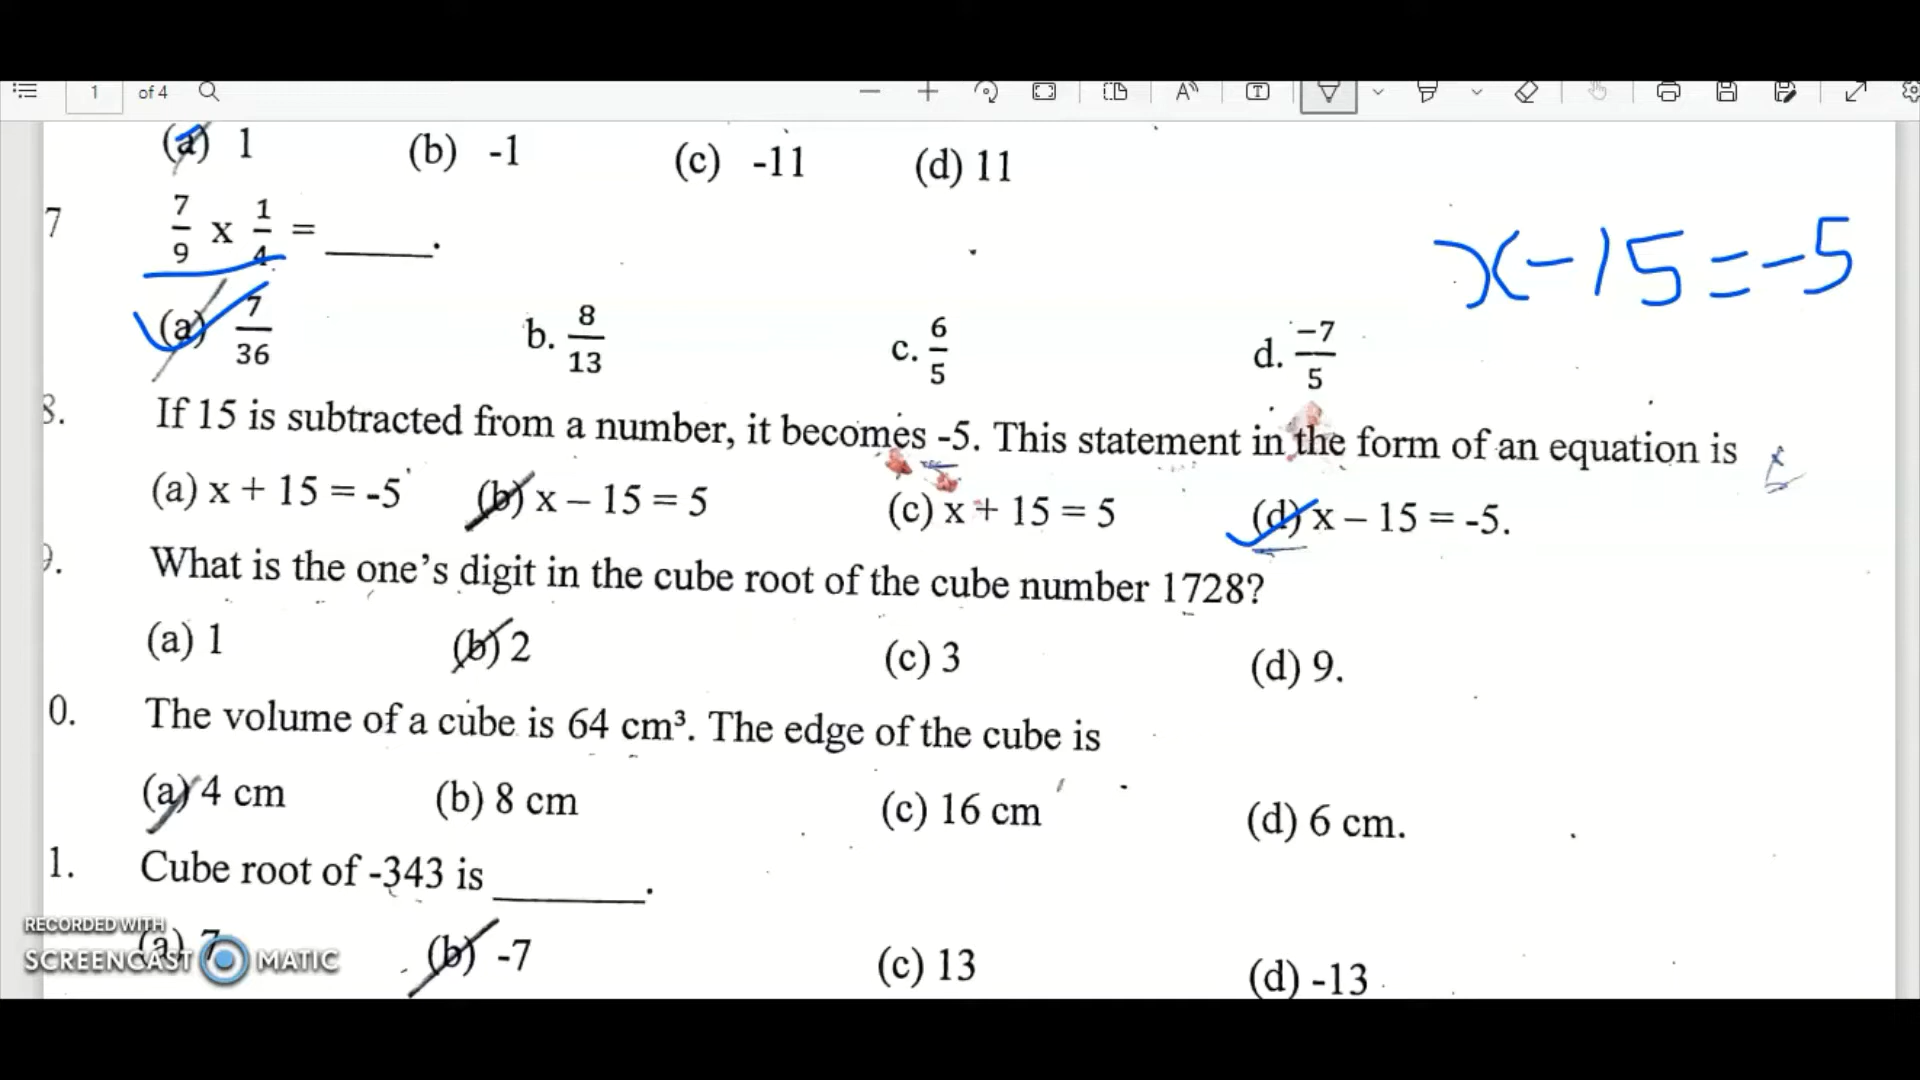 1 of 4
(a) 1 (b) -1 (c) -11 (d) 11
7 7/9 x 1/4 = ______.
x-15=-5
(a) 7/36 b. 8/13 c. 6/5 d. -7/5
8. If 15 is subtracted from a number, it becomes -5. This statement in the form of an equation is
(a) x + 15 = -5 (b) x – 15 = 5 (c) x + 15 = 5 (d) x – 15 = -5.
9. What is the one's digit in the cube root of the cube number 1728?
(a) 1 (b) 2 (c) 3 (d) 9.
0. The volume of a cube is 64 cm³. The edge of the cube is
(a) 4 cm (b) 8 cm (c) 16 cm (d) 6 cm.
1. Cube root of -343 is ________.
(a) 7 (b) -7 (c) 13 (d) -13
RECORDED WITH
SCREENCAST MATIC